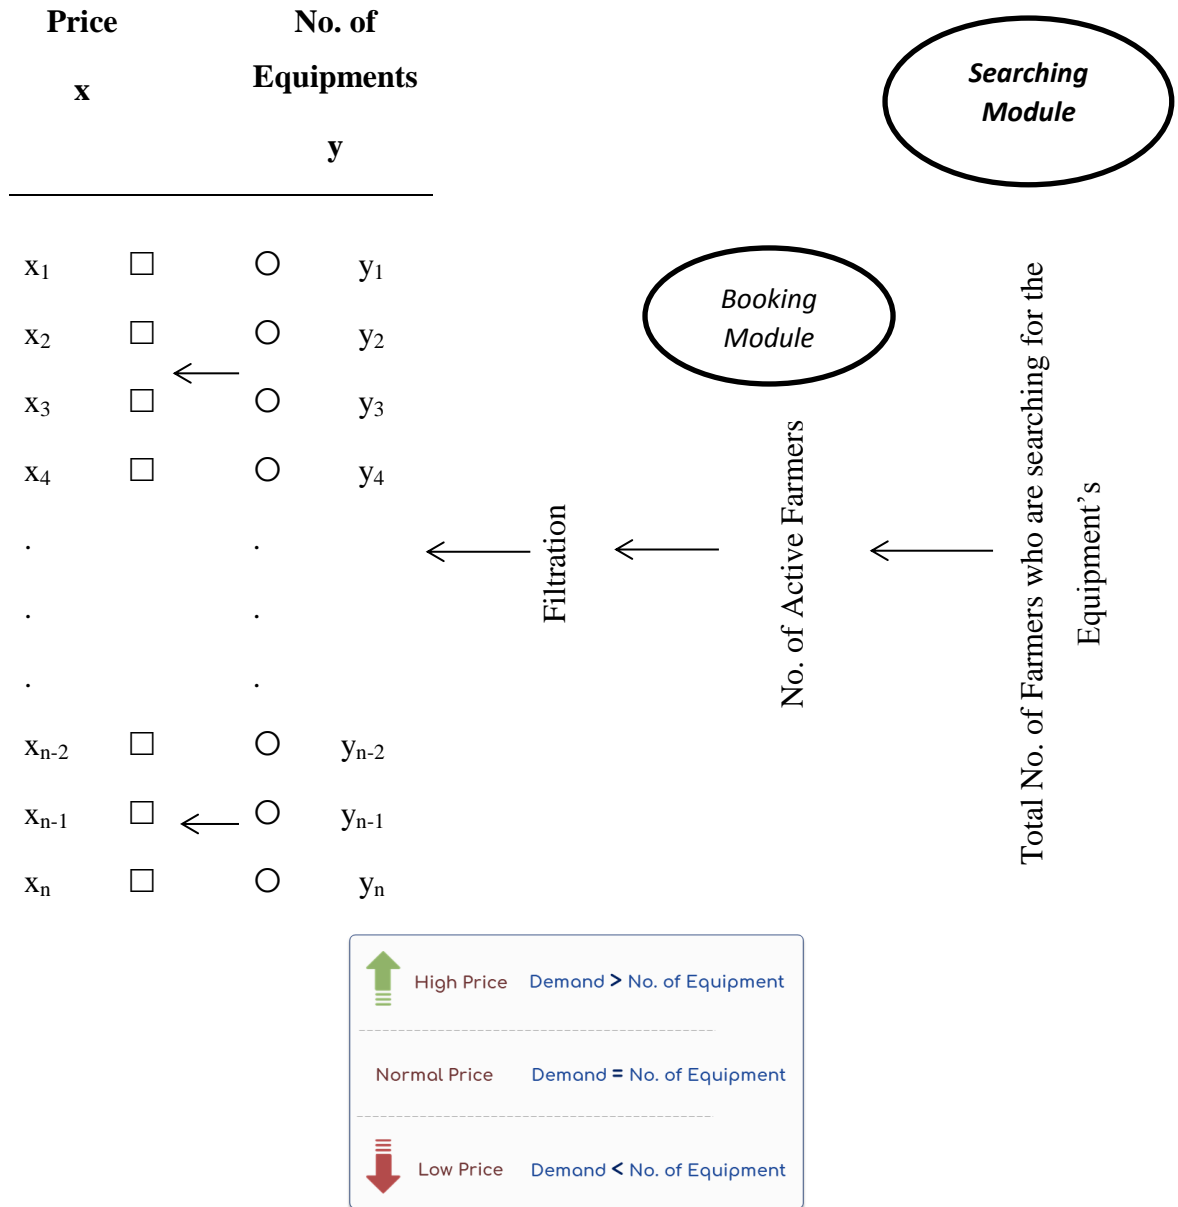 Price
x
No. of
Equipments
y
Searching
Module
Booking
Module
x1 □ ○ y1
x2 □ ○ y2
x3 □ ○ y3
x4 □ ○ y4
. .
. .
. .
xn-2 □ ○ yn-2
xn-1 □ ○ yn-1
xn □ ○ yn
Filtration
No. of Active Farmers
Total No. of Farmers who are searching for the
Equipment’s
High Price Demand > No. of Equipment
Normal Price Demand = No. of Equipment
Low Price Demand < No. of Equipment